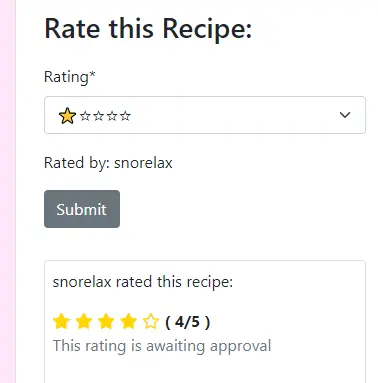 Rate this Recipe:
Rating*
⭐☆☆☆☆
Rated by: snorelax
Submit
snorelax rated this recipe:
★★★★☆ ( 4/5 )
This rating is awaiting approval